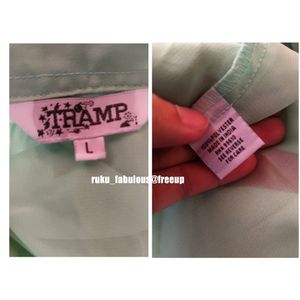 TRAMP
L
100% POLYESTER
MADE IN INDIA
SEE REVERSE
FOR CARE
ruku_fabulous@freeup